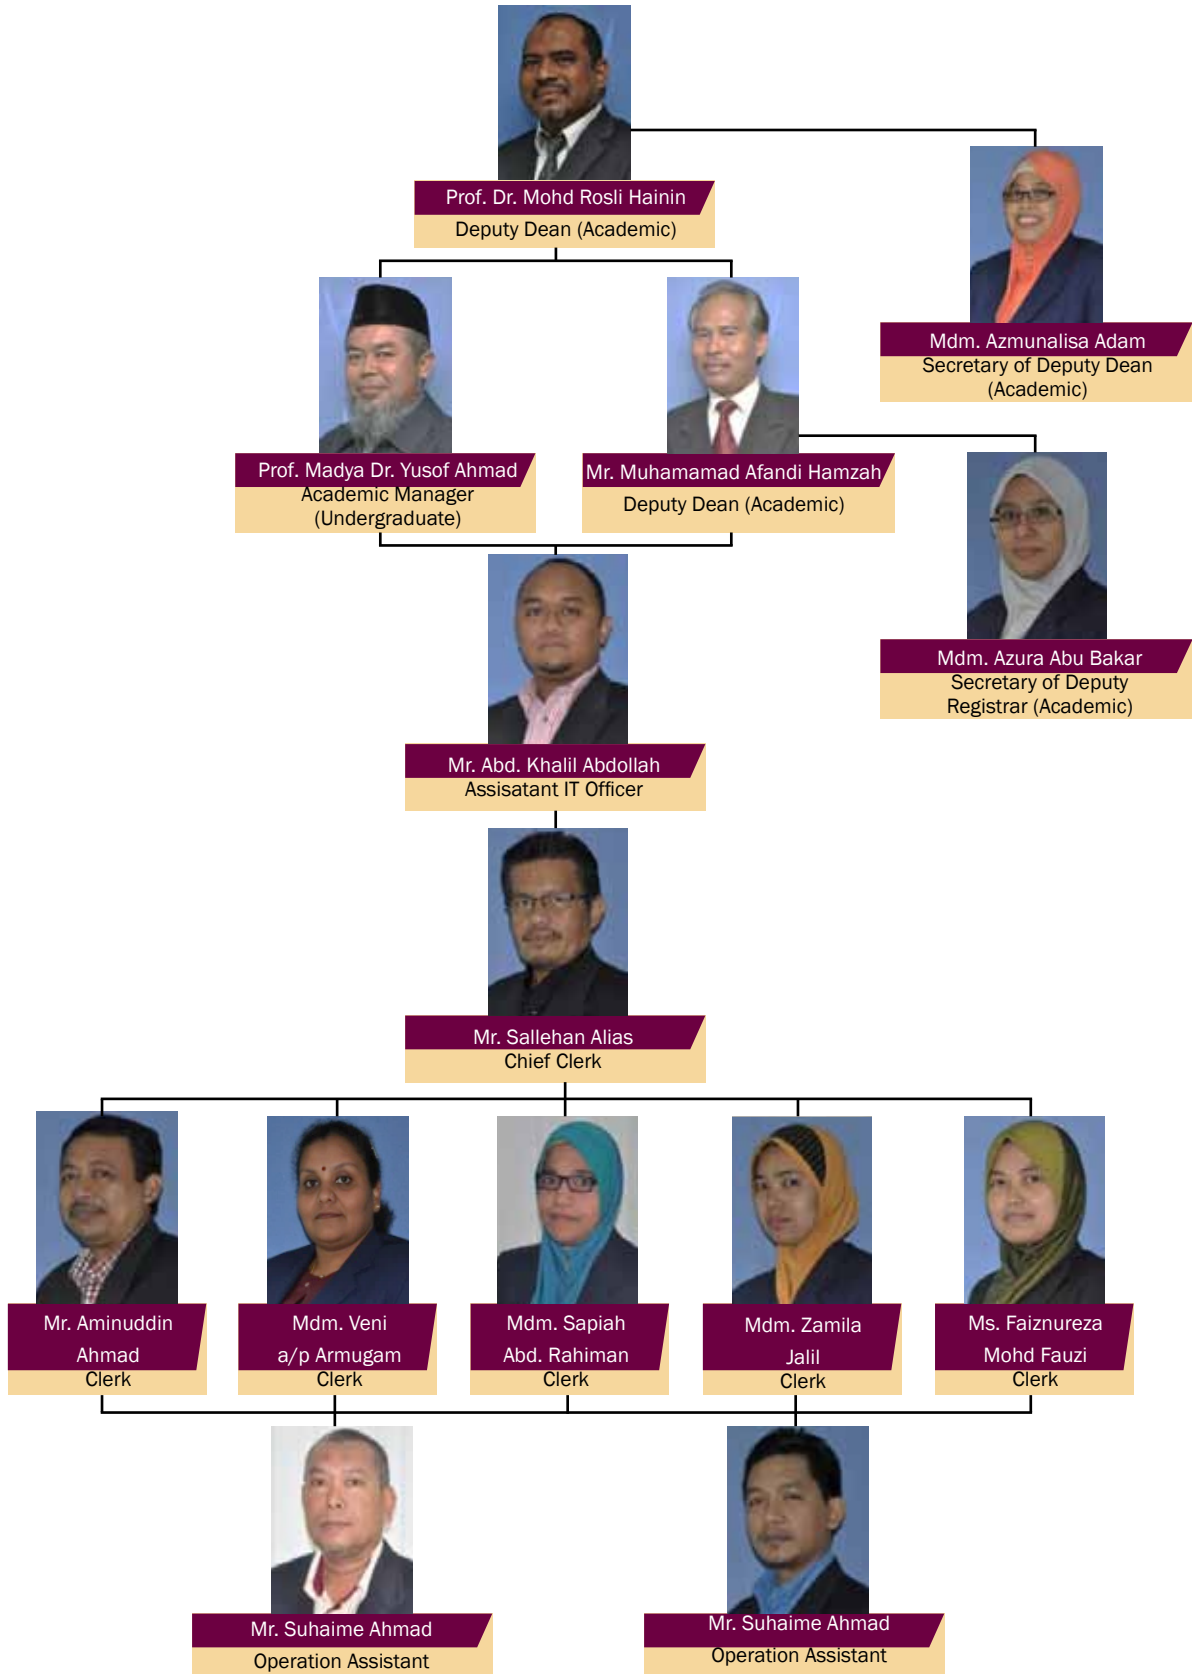 Prof. Dr. Mohd Rosli Hainin
Deputy Dean (Academic)
Mdm. Azmunalisa Adam
Secretary of Deputy Dean
(Academic)
Prof. Madya Dr. Yusof Ahmad
Academic Manager
(Undergraduate)
Mr. Muhamamad Afandi Hamzah
Deputy Dean (Academic)
Mdm. Azura Abu Bakar
Secretary of Deputy
Registrar (Academic)
Mr. Abd. Khalil Abdollah
Assisatant IT Officer
Mr. Sallehan Alias
Chief Clerk
Mr. Aminuddin
Ahmad
Clerk
Mdm. Veni
a/p Armugam
Clerk
Mdm. Sapiah
Abd. Rahiman
Clerk
Mdm. Zamila
Jalil
Clerk
Ms. Faiznureza
Mohd Fauzi
Clerk
Mr. Suhaime Ahmad
Operation Assistant
Mr. Suhaime Ahmad
Operation Assistant